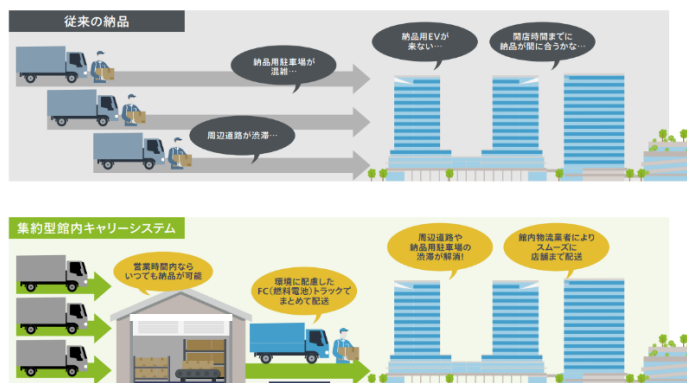 従来の納品
納品用駐車場が
混雑…
周辺道路が渋滞…
納品用EVが
来ない…
開店時間までに
納品が間に合うかな…
集約型館内キャリーシステム
営業時間内なら
いつでも納品が可能
環境に配慮した
FC(燃料電池)トラックで
まとめて配送
周辺道路や
納品用駐車場の
渋滞が解消!
館内物流業者により
スムーズに
店舗まで配送